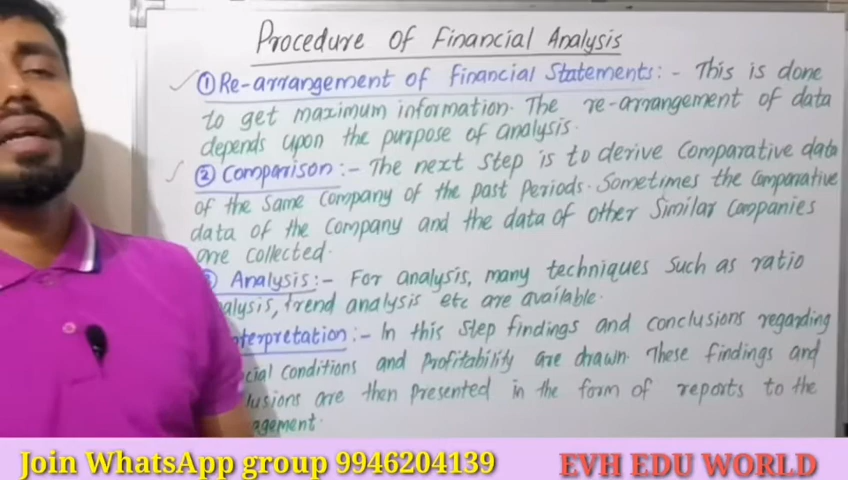 Procedure Of Financial Analysis
① Re-arrangement of financial Statements:- This is done
to get maximum information. The re-arrangement of data
depends upon the purpose of analysis.
② Comparison:- The next step is to derive Comparative data
of the same Company of the past Periods. Sometimes the Comparative
data of the Company and the data of other Similar Companies
are collected.
Analysis:- For analysis, many techniques such as ratio
alysis, trend analysis etc are available.
terpretation:- In this step findings and conclusions regarding
cial conditions and Profitability are drawn. These findings and
lusions are then presented in the form of reports to the
agement.
Join WhatsApp group 9946204139
EVH EDU WORLD